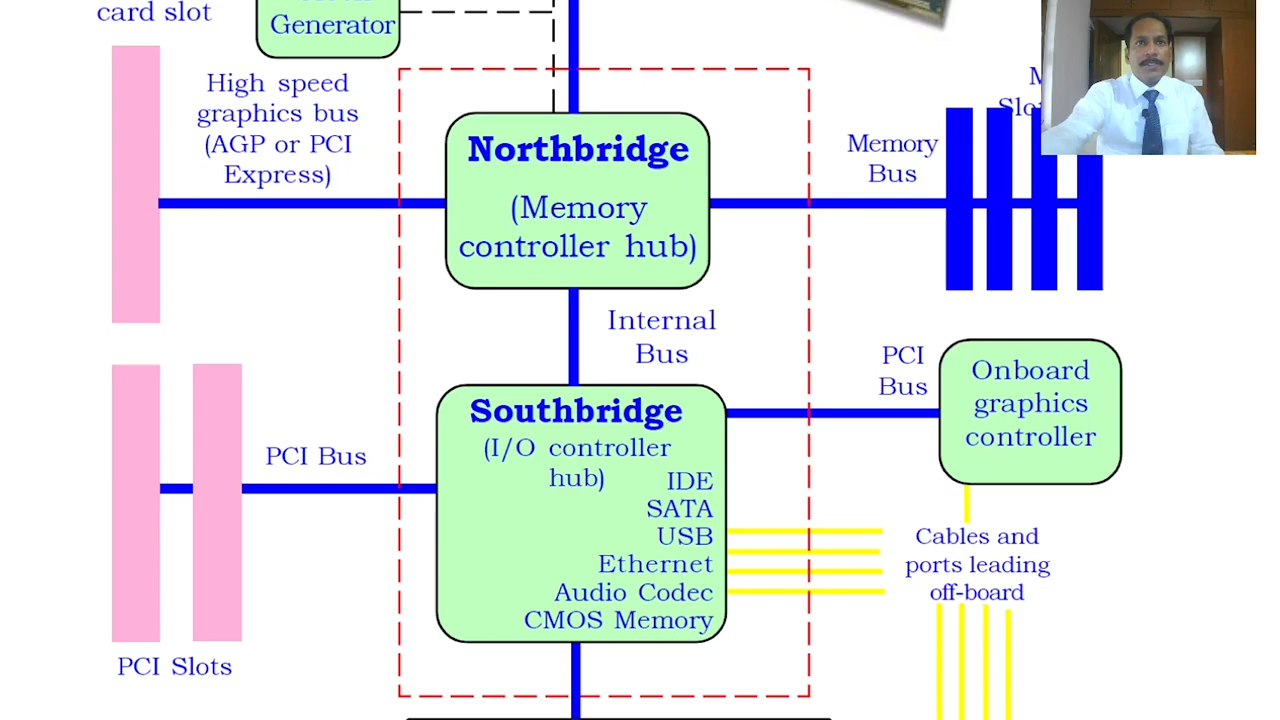 card slot
Generator
High speed
graphics bus
(AGP or PCI
Express)
Northbridge
(Memory
controller hub)
Memory
Bus
Internal
Bus
PCI
Bus
Onboard
graphics
controller
Southbridge
(I/O controller
hub)
IDE
SATA
USB
Ethernet
Audio Codec
CMOS Memory
PCI Bus
Cables and
ports leading
off-board
PCI Slots